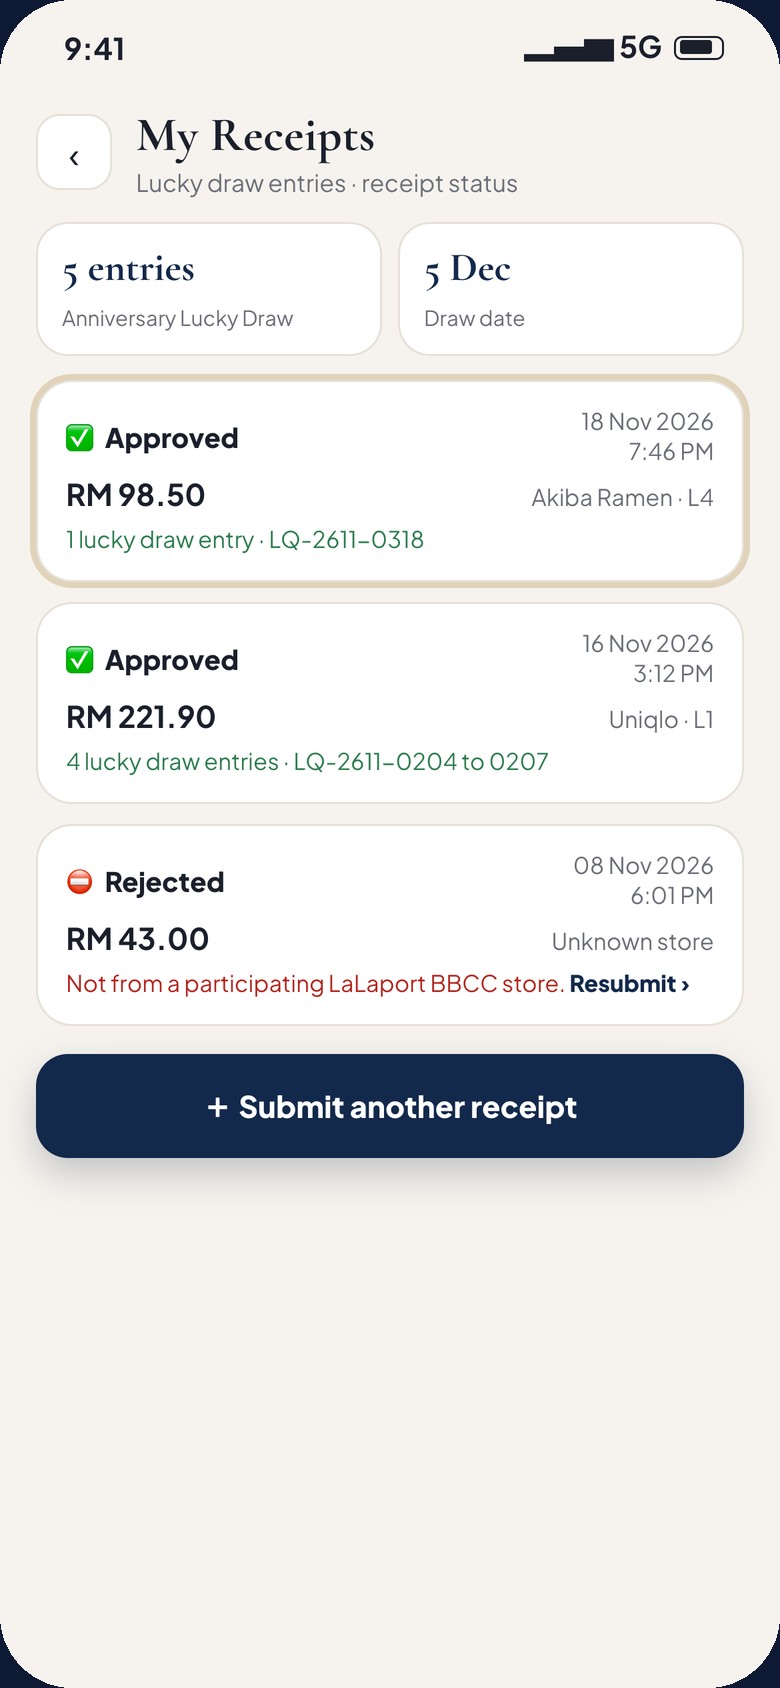 9:41
5G
‹
My Receipts
Lucky draw entries · receipt status
5 entries
Anniversary Lucky Draw
5 Dec
Draw date
Approved
18 Nov 2026
7:46 PM
RM 98.50
Akiba Ramen · L4
1 lucky draw entry · LQ-2611-0318
Approved
16 Nov 2026
3:12 PM
RM 221.90
Uniqlo · L1
4 lucky draw entries · LQ-2611-0204 to 0207
Rejected
08 Nov 2026
6:01 PM
RM 43.00
Unknown store
Not from a participating LaLaport BBCC store. Resubmit ›
+ Submit another receipt